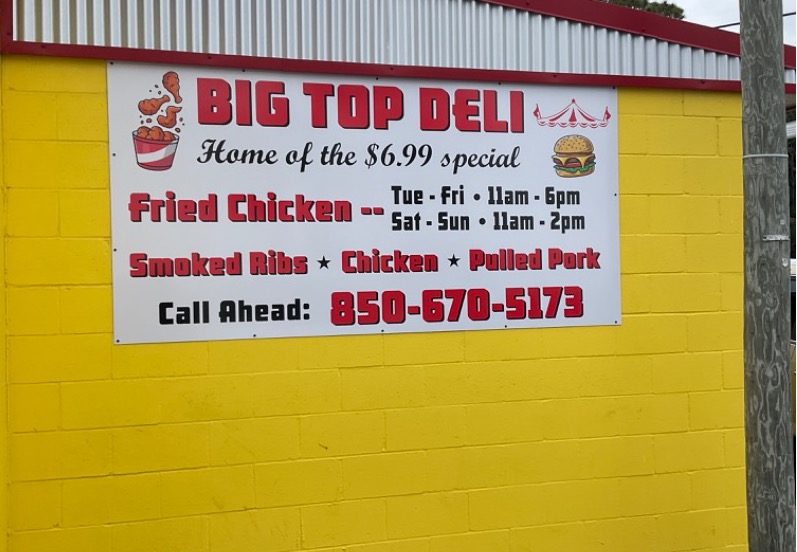 BIG TOP DELI
Home of the $6.99 special
Fried Chicken -- Tue - Fri • 11am - 6pm
Sat - Sun • 11am - 2pm
Smoked Ribs ★ Chicken ★ Pulled Pork
Call Ahead: 850-670-5173